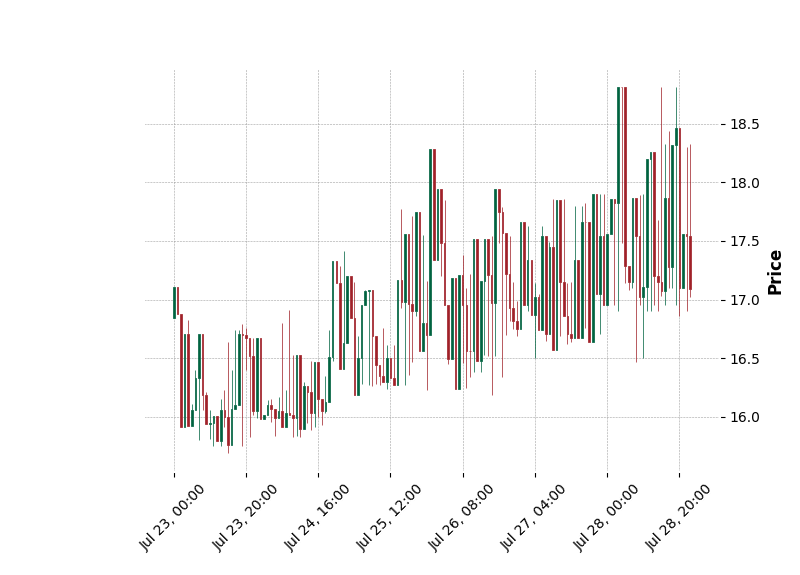 18.5
18.0
17.5
17.0
16.5
16.0
Price
Jul 23, 00:00
Jul 23, 20:00
Jul 24, 16:00
Jul 25, 12:00
Jul 26, 08:00
Jul 27, 04:00
Jul 28, 00:00
Jul 28, 20:00